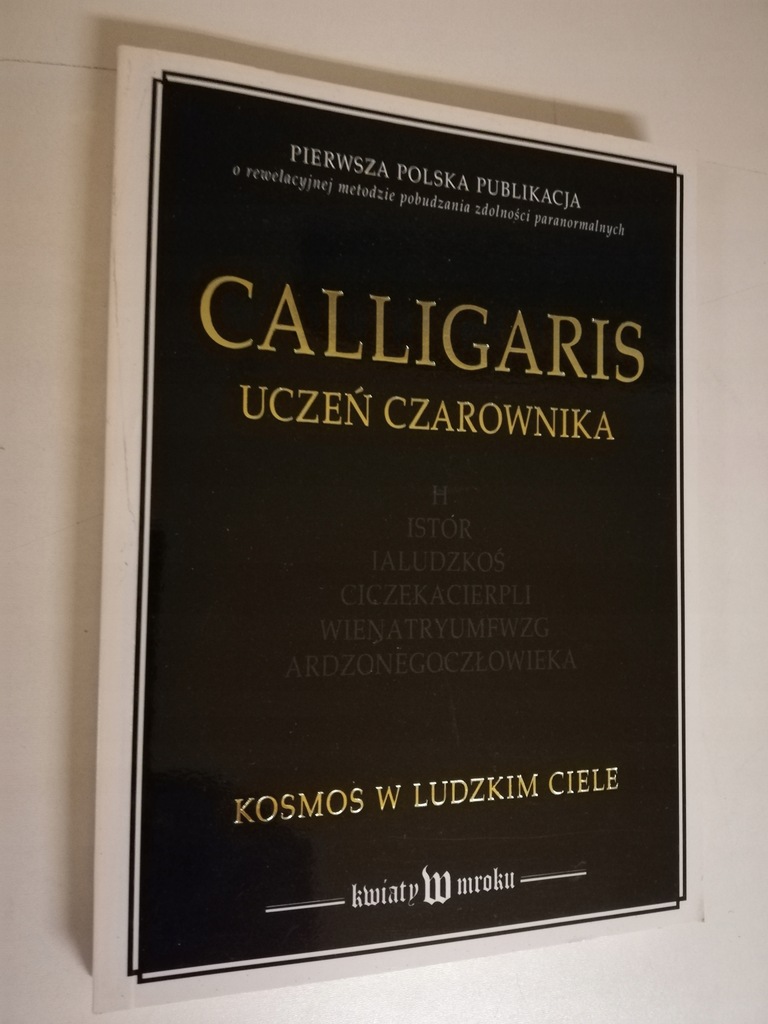 PIERWSZA POLSKA PUBLIKACJA
o rewelacyjnej metodzie pobudzania zdolności paranormalnych
CALLIGARIS
UCZEŃ CZAROWNIKA
H
ISTÓR
IALUDZKOŚ
CICZEKACIERPLI
WIENATRYUMFWZG
ARDZONEGOCZŁOWIEKA
KOSMOS W LUDZKIM CIELE
kwiaty W mroku